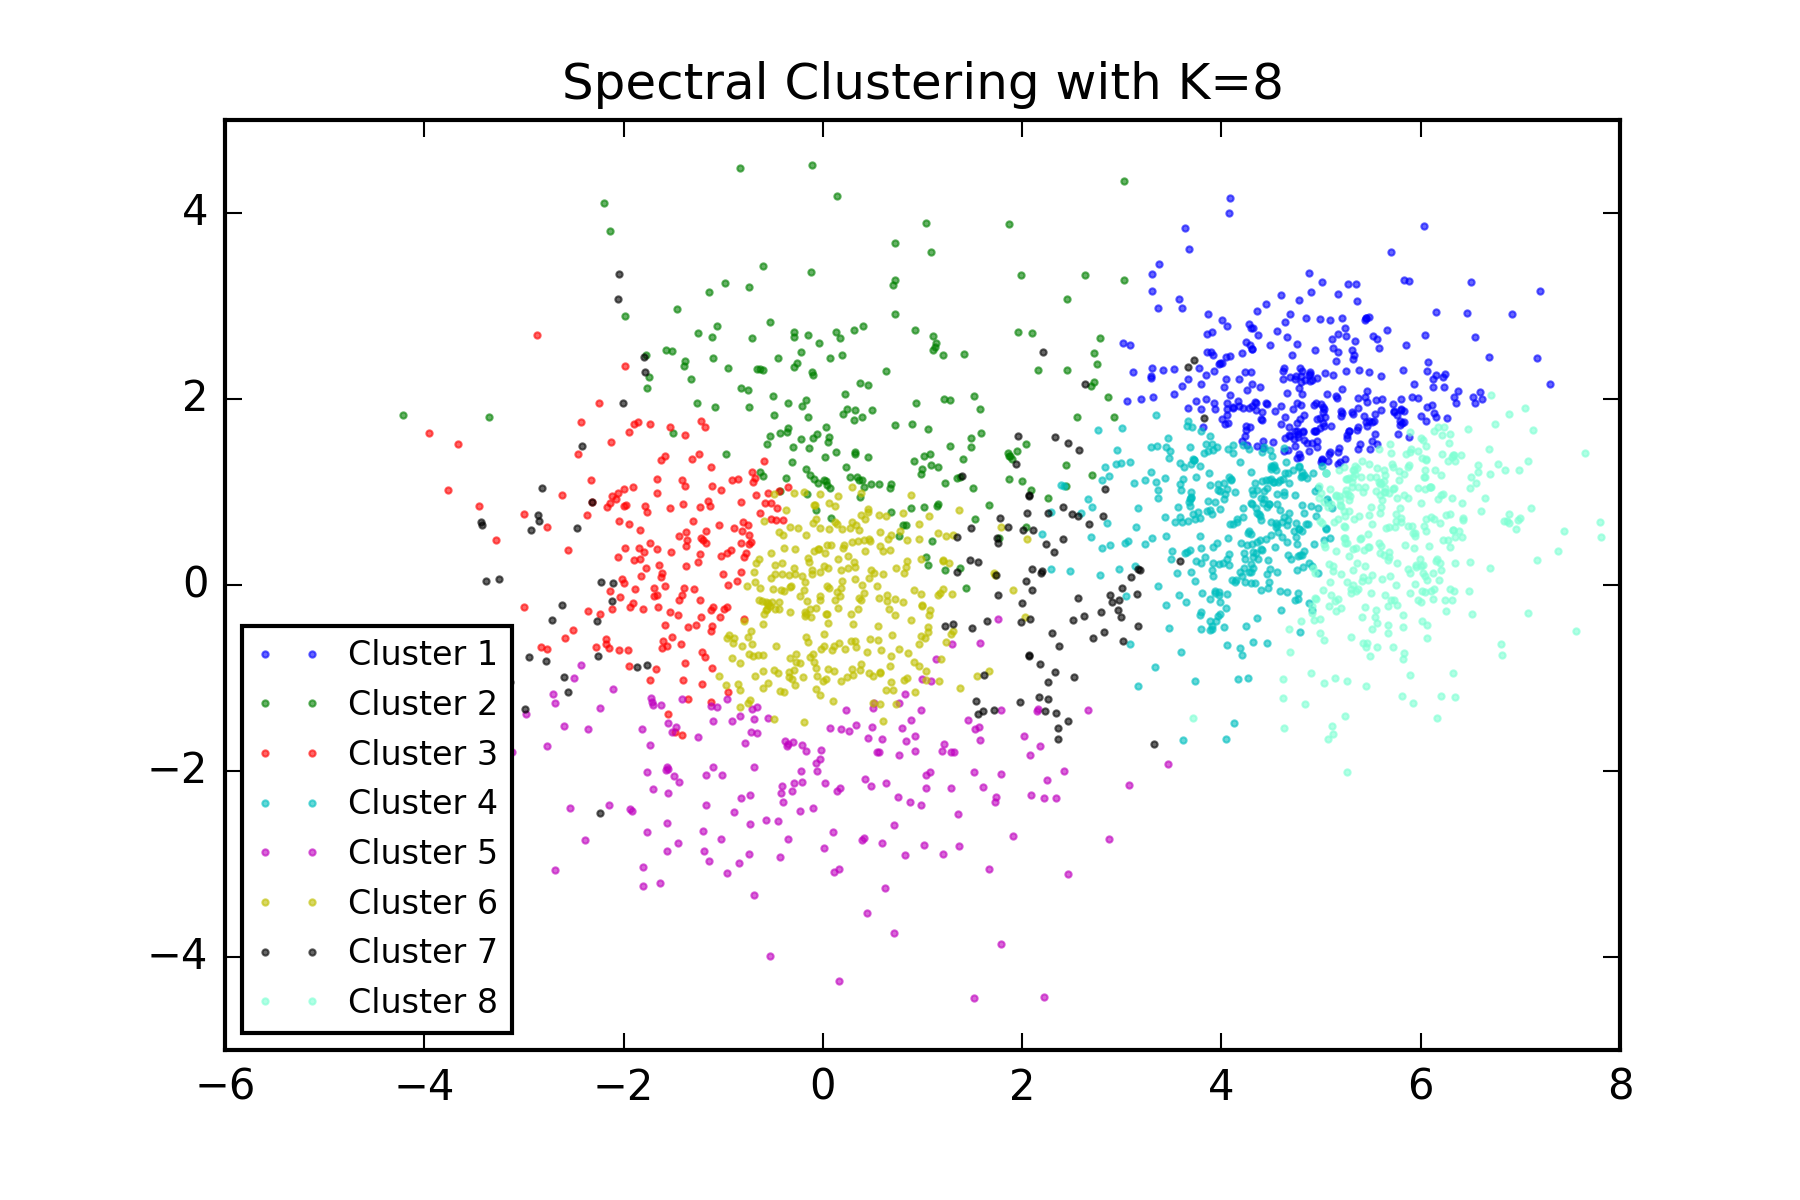 Spectral Clustering with K=8
4
2
0
−2
−4
Cluster 1
Cluster 2
Cluster 3
Cluster 4
Cluster 5
Cluster 6
Cluster 7
Cluster 8
−6 −4 −2 0 2 4 6 8